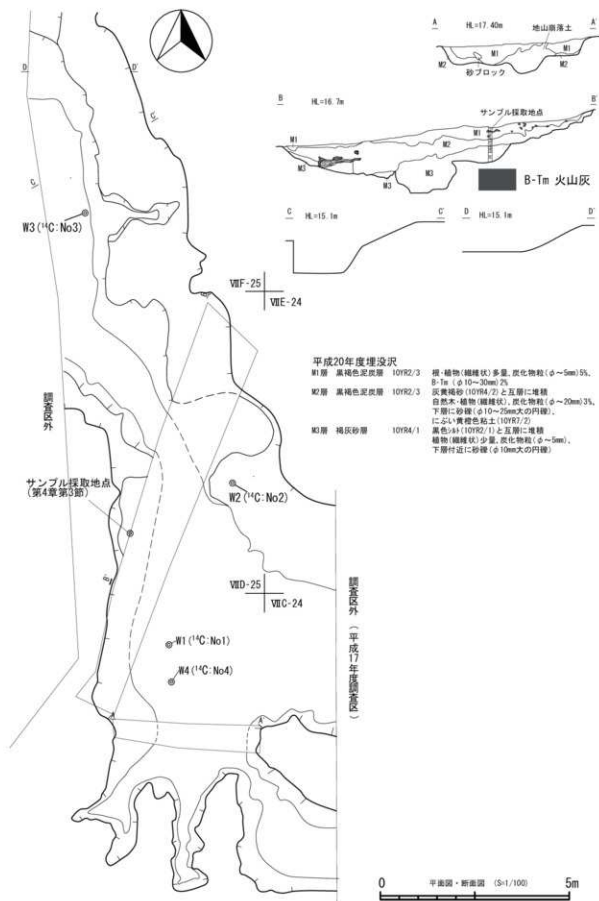 A HL=17.40m A'
地山崩落土
M1
M1
M2
M2
砂ブロック
B HL=16.7m B'
サンプル採取地点
M1
M1
M2
M3
M3
M3
B-Tm 火山灰
C HL=15.1m C'
D HL=15.1m D'
D D'
C'
C
W3(¹⁴C:No3)
ⅦF-25
ⅦE-24
平成20年度埋没沢
M1層 黒褐色泥炭層 10YR2/3 根・植物(繊維状)多量、炭化物粒(φ～5mm)5%、
B-Tm (φ10～30mm)2%
M2層 黒褐色泥炭層 10YR2/3 灰黄褐砂(10YR4/2)と互層に堆積
自然木・植物(繊維状)、炭化物粒(φ～20mm)3%、
下層に砂礫(φ10～25mm大の円礫)、
にぶい黄橙色粘土(10YR7/2)
M3層 褐灰砂層 10YR4/1 黒色シルト(10YR2/1)と互層に堆積
植物(繊維状)少量、炭化物粒(φ～5mm)、
下層付近に砂礫(φ10mm大の円礫)
調査区外
サンプル採取地点
(第4章第3節)
W2(¹⁴C:No2)
B
ⅦD-25
ⅦC-24
調査区外(平成17年度調査区)
W1(¹⁴C:No1)
W4(¹⁴C:No4)
A A'
0 平面図・断面図 (S=1/100) 5m